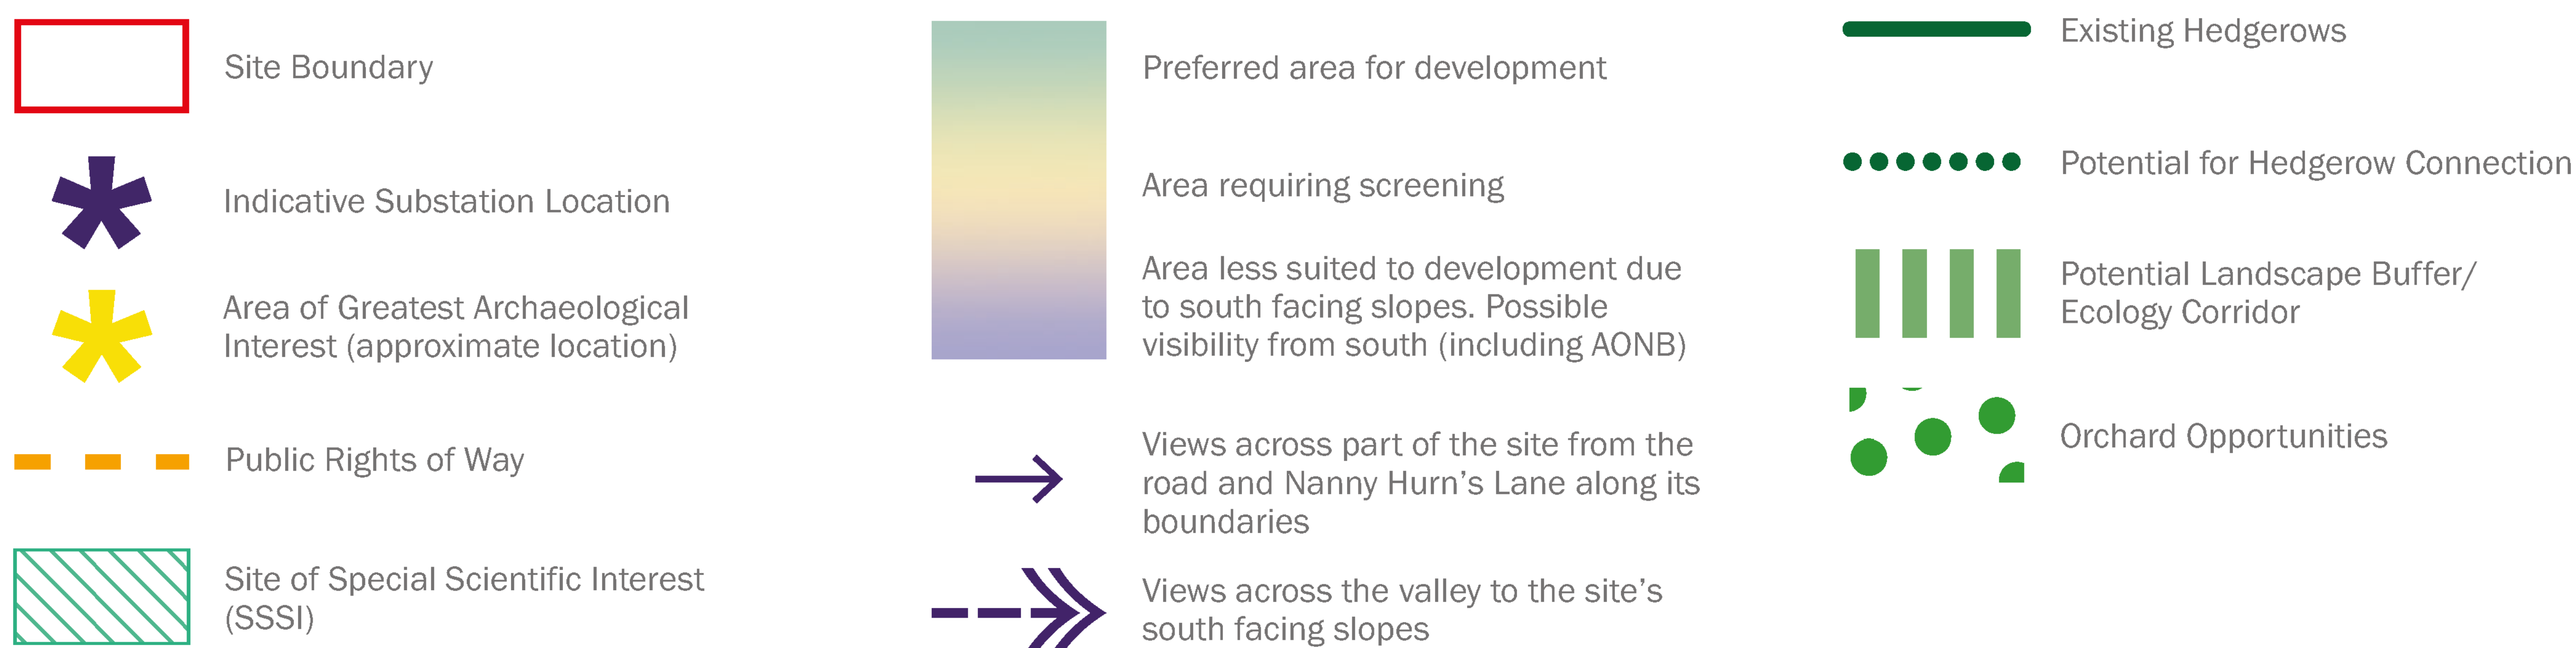 Site Boundary
Indicative Substation Location
Area of Greatest Archaeological
Interest (approximate location)
Public Rights of Way
Site of Special Scientific Interest
(SSSI)
Preferred area for development
Area requiring screening
Area less suited to development due
to south facing slopes. Possible
visibility from south (including AONB)
Views across part of the site from the
road and Nanny Hurn’s Lane along its
boundaries
Views across the valley to the site’s
south facing slopes
Existing Hedgerows
Potential for Hedgerow Connection
Potential Landscape Buffer/
Ecology Corridor
Orchard Opportunities